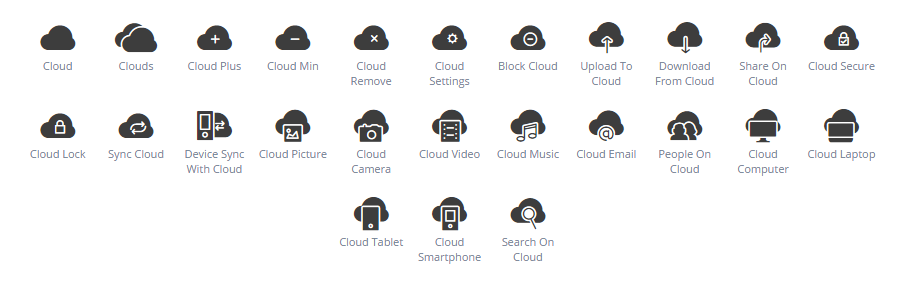 Cloud
Clouds
Cloud Plus
Cloud Min
Cloud
Remove
Cloud
Settings
Block Cloud
Upload To
Cloud
Download
From Cloud
Share On
Cloud
Cloud Secure
Cloud Lock
Sync Cloud
Device Sync
With Cloud
Cloud Picture
Cloud
Camera
Cloud Video
Cloud Music
Cloud Email
People On
Cloud
Cloud
Computer
Cloud Laptop
Cloud Tablet
Cloud
Smartphone
Search On
Cloud